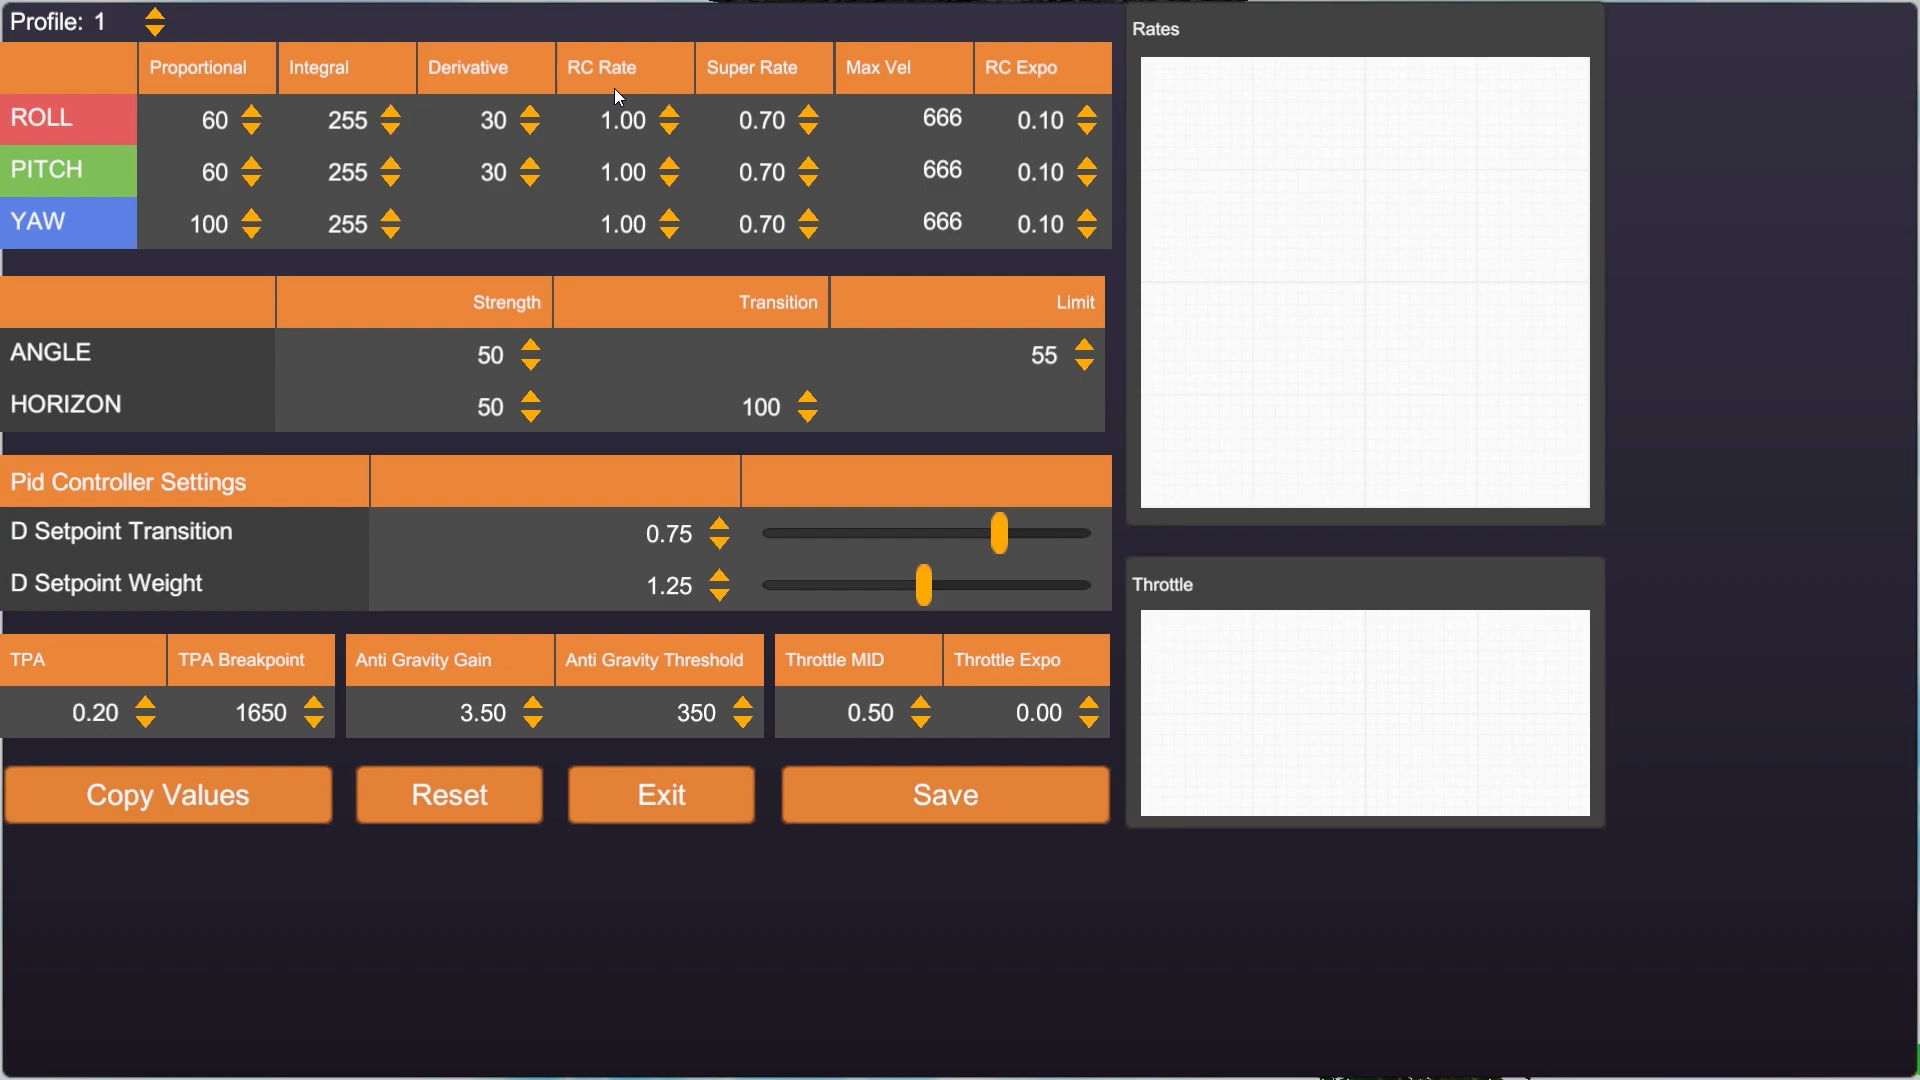 Profile: 1
Rates
Proportional Integral Derivative RC Rate Super Rate Max Vel RC Expo
ROLL 60 255 30 1.00 0.70 666 0.10
PITCH 60 255 30 1.00 0.70 666 0.10
YAW 100 255 1.00 0.70 666 0.10
Strength Transition Limit
ANGLE 50 55
HORIZON 50 100
Pid Controller Settings
D Setpoint Transition 0.75
D Setpoint Weight 1.25
Throttle
TPA TPA Breakpoint Anti Gravity Gain Anti Gravity Threshold Throttle MID Throttle Expo
0.20 1650 3.50 350 0.50 0.00
Copy Values Reset Exit Save